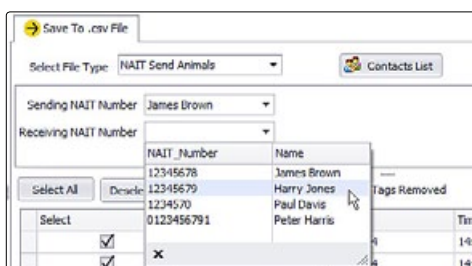 Save To .csv File
Select File Type NAIT Send Animals Contacts List
Sending NAIT Number James Brown
Receiving NAIT Number
NAIT_Number Name
12345678 James Brown
12345679 Harry Jones
1234570 Paul Davis
0123456791 Peter Harris
Select All Tags Removed
Select